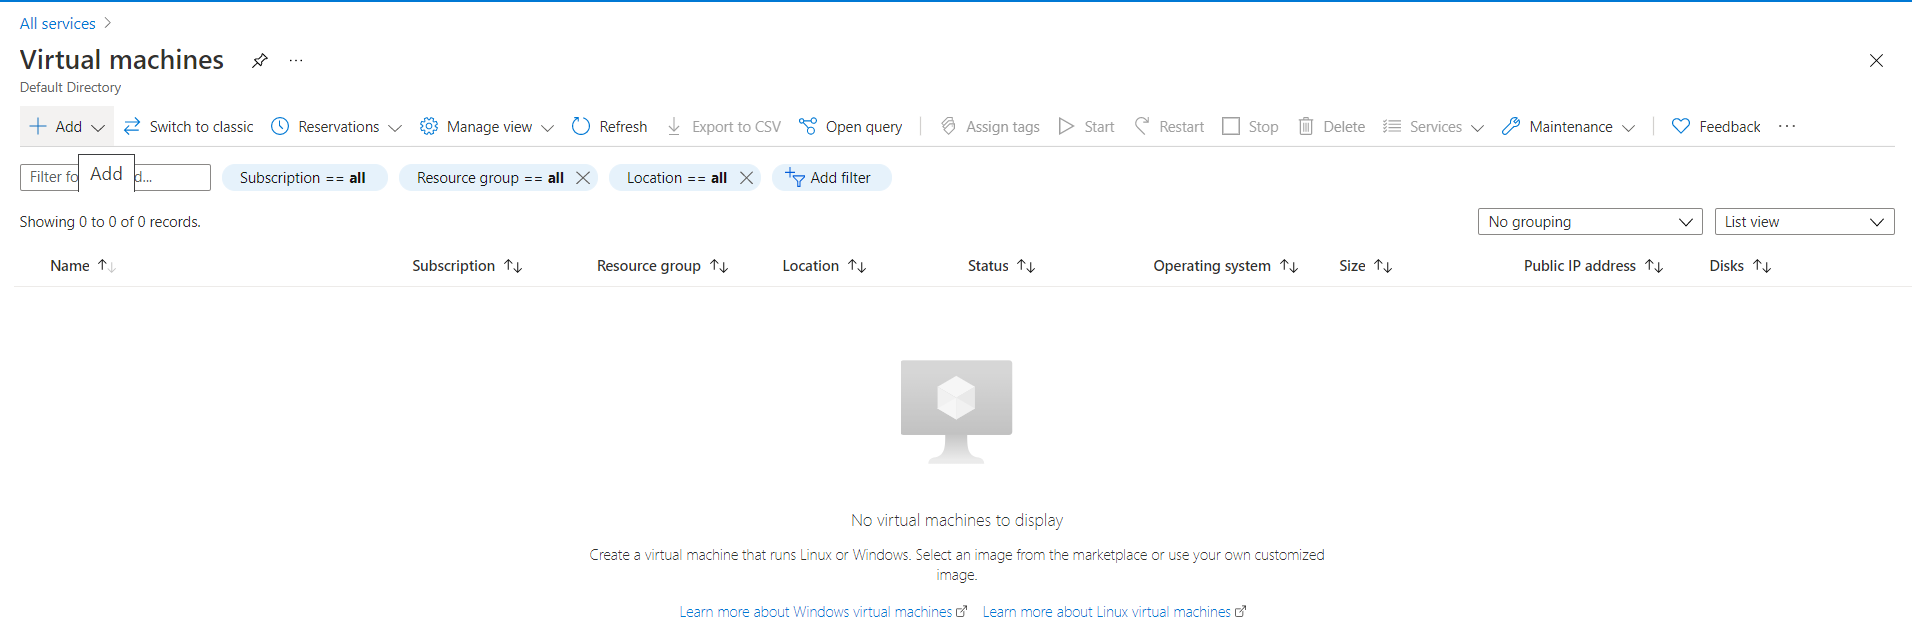 All services
Virtual machines ...
Default Directory
Add Switch to classic Reservations Manage view Refresh Export to CSV Open query Assign tags Start Restart Stop Delete Services Maintenance Feedback ...
Filter fo Add d... Subscription == all Resource group == all Location == all Add filter
Showing 0 to 0 of 0 records. No grouping List view
Name Subscription Resource group Location Status Operating system Size Public IP address Disks
No virtual machines to display
Create a virtual machine that runs Linux or Windows. Select an image from the marketplace or use your own customized
image.
Learn more about Windows virtual machines Learn more about Linux virtual machines